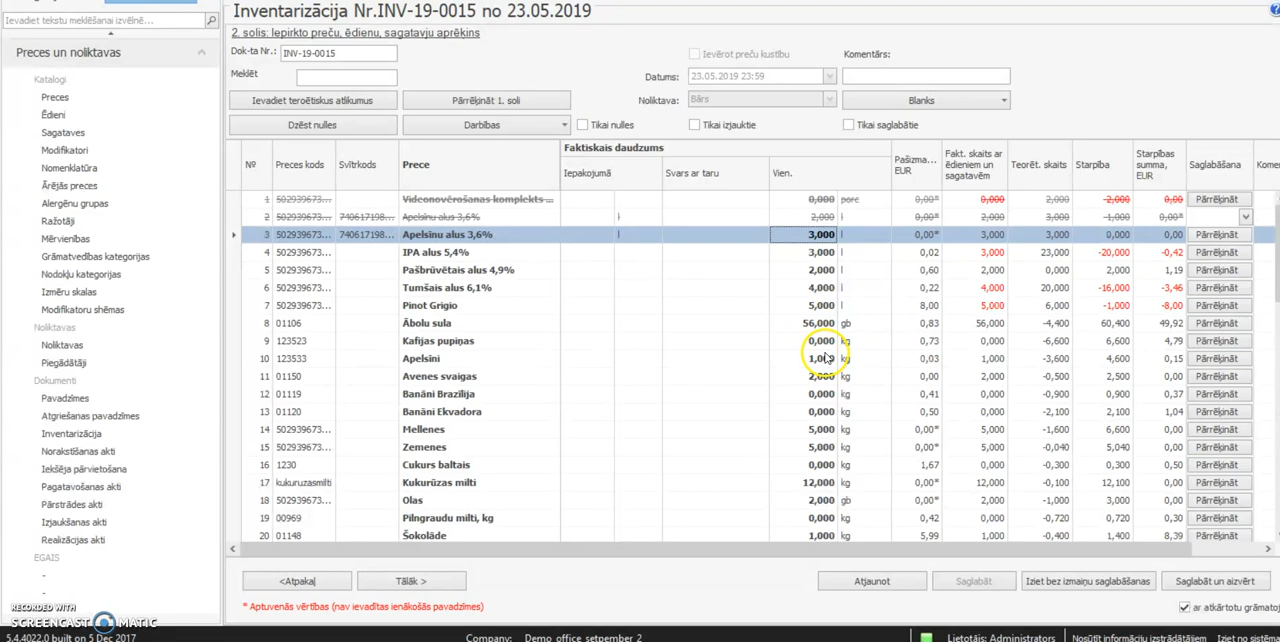 Inventarizācija Nr.INV-19-0015 no 23.05.2019
Ievadiet tekstu meklēšanai izvēlnē...
2. solis: Iepirkto preču, ēdienu, sagatavju aprēķins
Preces un noliktavas
Katalogi
Preces
Ēdieni
Sagataves
Modifikatori
Nomenklatūra
Ārējās preces
Alergēnu grupas
Ražotāji
Mērvienības
Grāmatvedības kategorijas
Nodokļu kategorijas
Izmēru skalas
Modifikatoru shēmas
Noliktavas
Noliktavas
Piegādātāji
Dokumenti
Pavadzīmes
Atgriešanas pavadzīmes
Inventarizācija
Norakstīšanas akti
Iekšēja pārvietošana
Pagatavošanas akti
Pārstrādes akti
Izjaukšanas akti
Realizācijas akti
EGAIS
-
-
Dok-ta Nr.: INV-19-0015
Ievērot preču kustību
Komentārs:
Meklēt
Datums: 23.05.2019 23:59
Ievadiet teroētiskus atlikumus
Pārrēķināt 1. soli
Noliktava: Bārs
Blanks
Dzēst nulles
Darbības
Tikai nulles
Tikai izjauktie
Tikai saglabātie
Faktiskais daudzums
Nº Preces kods Svītrkods Prece Iepakojumā Svars ar taru Vien. Pašizma... EUR Fakt. skaits ar ēdieniem un sagatavēm Teorēt. skaits Starpība Starpības summa, EUR Saglabāšana
1 502939673... Videonovērošanas komplekts ... 0,000 porc 0,00* 0,000 2,000 -2,000 0,00 Pārrēķināt
2 502939673... 740617198... Apelsīnu alus 3,6% l 2,000 l 0,00* 2,000 3,000 -1,000 0,00*
3 502939673... 740617198... Apelsīnu alus 3,6% l 3,000 l 0,00* 3,000 3,000 0,000 0,00 Pārrēķināt
4 502939673... IPA alus 5,4% 3,000 l 0,02 3,000 23,000 -20,000 -0,42 Pārrēķināt
5 502939673... Pašbrūvētais alus 4,9% 2,000 l 0,60 2,000 0,000 2,000 1,19 Pārrēķināt
6 502939673... Tumšais alus 6,1% 4,000 l 0,22 4,000 20,000 -16,000 -3,46 Pārrēķināt
7 502939673... Pinot Grigio 5,000 l 8,00 5,000 6,000 -1,000 -8,00 Pārrēķināt
8 01106 Ābolu sula 56,000 gb 0,83 56,000 -4,400 60,400 49,92 Pārrēķināt
9 123523 Kafijas pupiņas 0,000 kg 0,73 0,000 -6,600 6,600 4,79 Pārrēķināt
10 123533 Apelsīni 1,000 kg 0,03 1,000 -3,600 4,600 0,15 Pārrēķināt
11 01150 Avenes svaigas 2,000 kg 0,00 2,000 -0,500 2,500 0,00 Pārrēķināt
12 01119 Banāni Brazīlija 0,000 kg 0,41 0,000 -0,900 0,900 0,37 Pārrēķināt
13 01120 Banāni Ekvadora 0,000 kg 0,50 0,000 -2,100 2,100 1,04 Pārrēķināt
14 502939673... Mellenes 5,000 kg 0,00* 5,000 -1,600 6,600 0,00 Pārrēķināt
15 502939673... Zemenes 5,000 kg 0,00* 5,000 -0,040 5,040 0,00 Pārrēķināt
16 1230 Cukurs baltais 0,000 kg 1,67 0,000 -0,300 0,300 0,50 Pārrēķināt
17 kukuruzasmilti Kukurūzas milti 12,000 kg 0,00* 12,000 -0,100 12,100 0,00 Pārrēķināt
18 502939673... Olas 2,000 gb 0,00* 2,000 -1,000 3,000 0,00 Pārrēķināt
19 00969 Pilngraudu milti, kg 0,000 kg 0,42 0,000 -0,720 0,720 0,30 Pārrēķināt
20 01148 Šokolāde 1,000 kg 5,99 1,000 -0,400 1,400 8,39 Pārrēķināt
<Atpakaļ
Tālāk >
Atjaunot
Saglabāt
Iziet bez izmaiņu saglabāšanas
Saglabāt un aizvērt
* Aptuvenās vērtības (nav ievadītas ienākošās pavadzīmes)
ar atkārtotu grāmatoj
RECORDED WITH
SCREENCAST MATIC
5.4.4022.0 built on 5 Dec 2017
Company: Demo office setpember 2
Lietotājs: Administrators
Nosūtīt informāciju izstrādātājiem
Iziet no sistēma